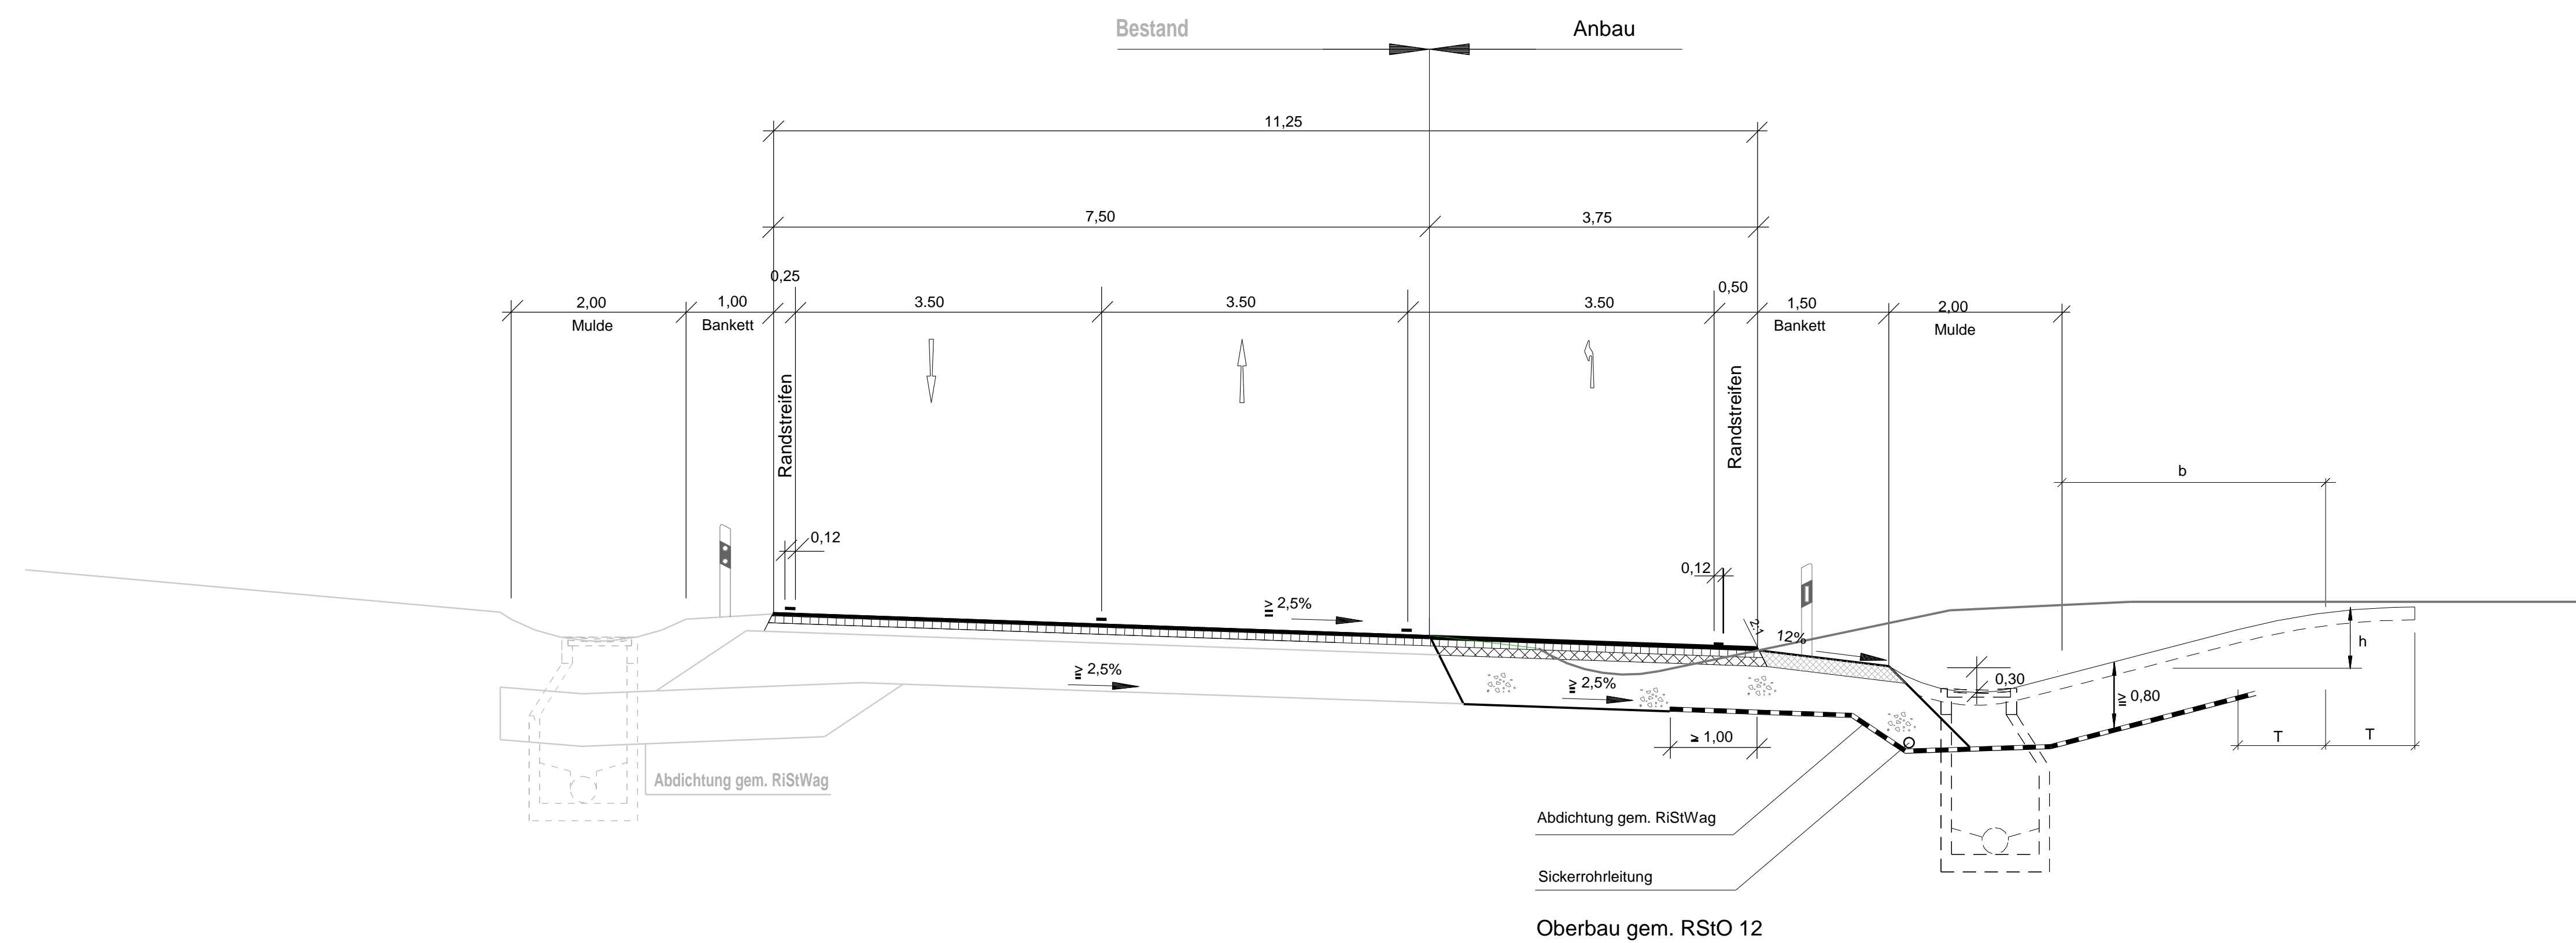 Bestand
Anbau
11,25
7,50
3,75
0,25
0,50
2,00
1,00
3.50
3.50
3.50
1,50
2,00
Mulde
Bankett
Bankett
Mulde
Randstreifen
Randstreifen
b
0,12
0,12
≧ 2,5%
2:1
12%
h
≧ 2,5%
≧ 2,5%
0,30
≧ 0,80
≧ 1,00
T
T
Abdichtung gem. RiStWag
Abdichtung gem. RiStWag
Sickerrohrleitung
Oberbau gem. RStO 12